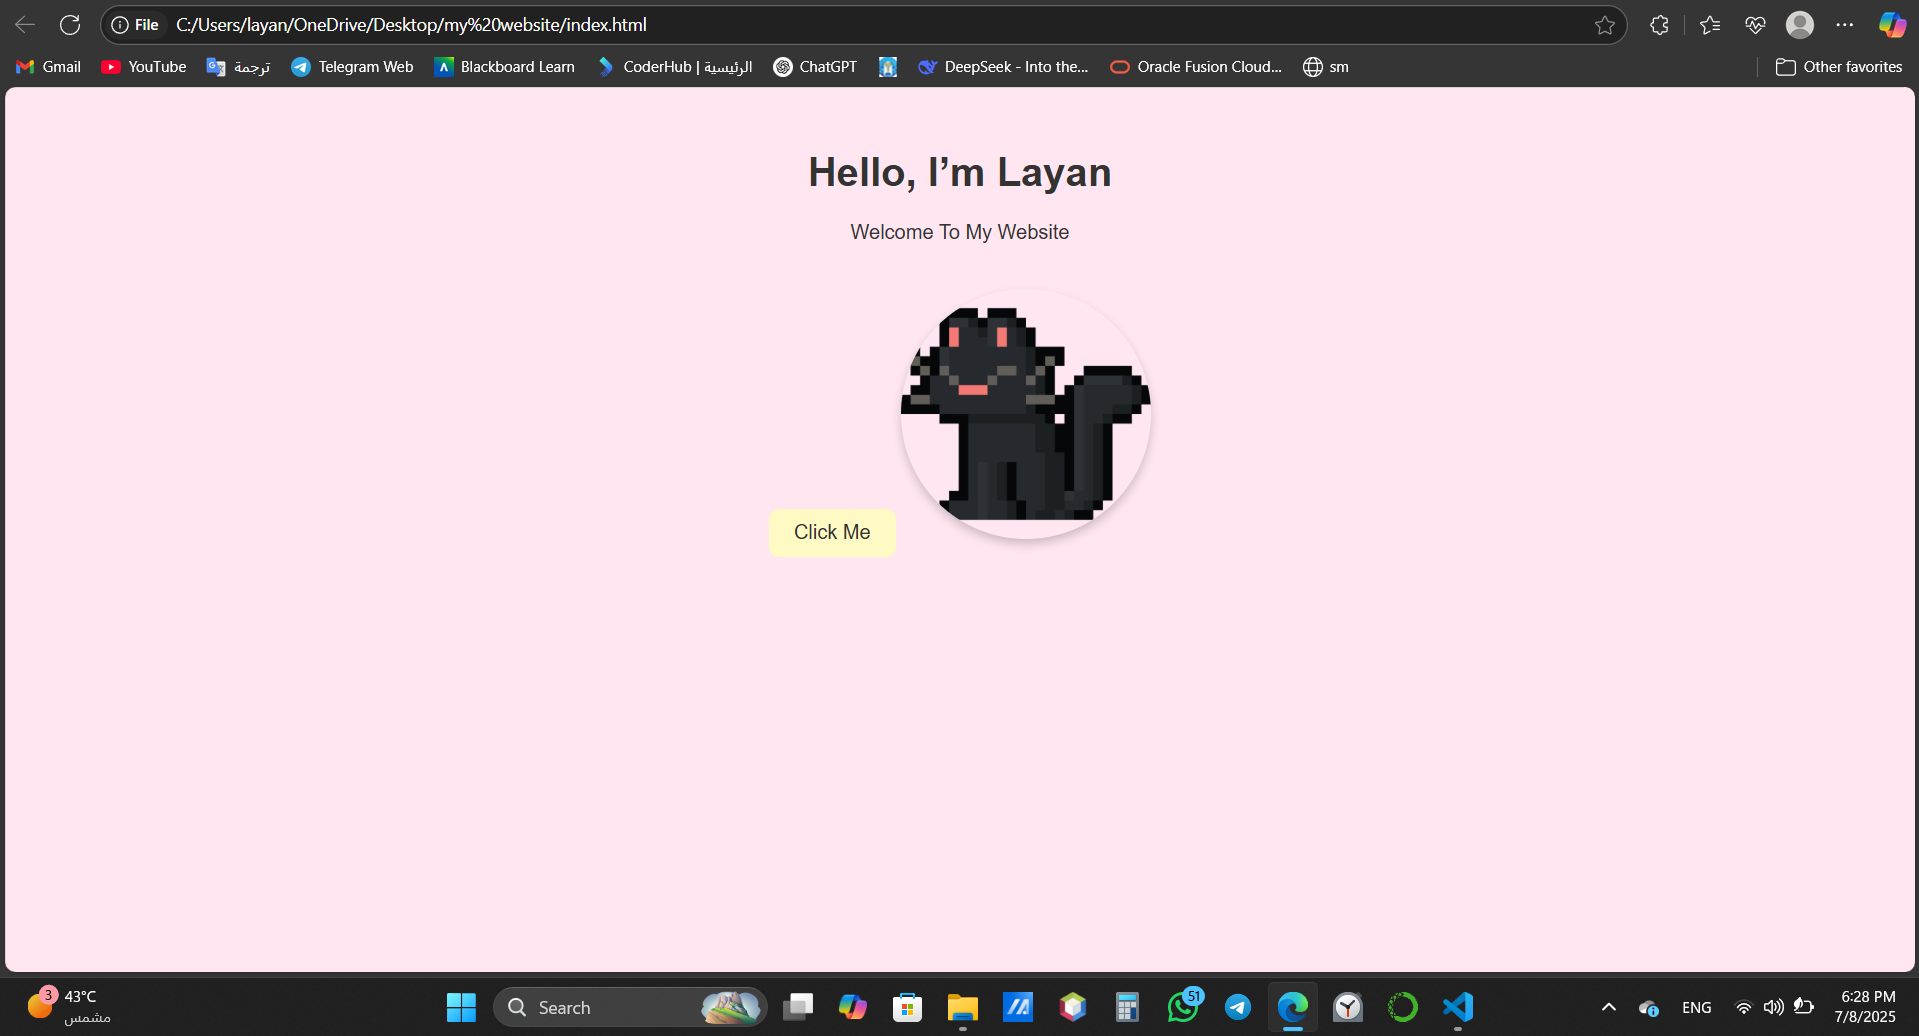 File C:/Users/layan/OneDrive/Desktop/my%20website/index.html
Gmail YouTube ترجمة Telegram Web Blackboard Learn CoderHub | الرئيسية ChatGPT DeepSeek - Into the... Oracle Fusion Cloud... sm Other favorites
Hello, I’m Layan
Welcome To My Website
Click Me
3 43°C
مشمس
Search
51
ENG
6:28 PM
7/8/2025